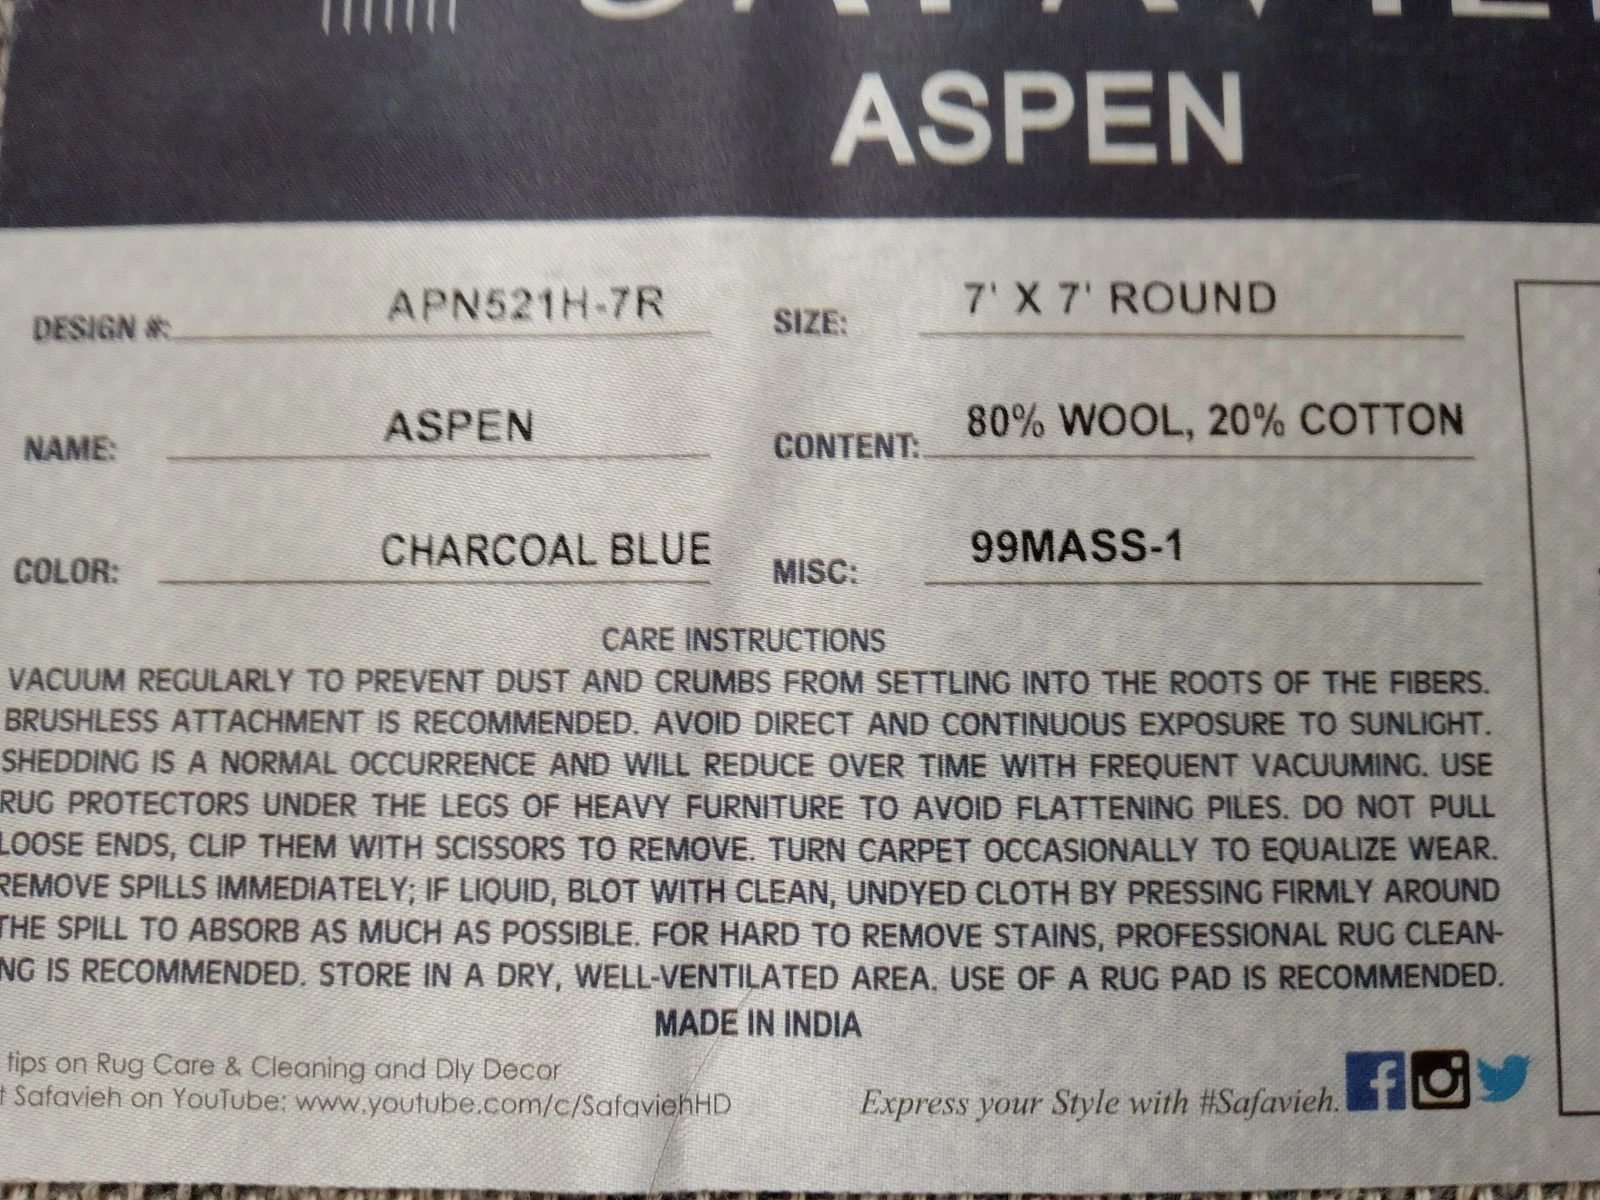 SAFAVIEH
ASPEN
DESIGN #: APN521H-7R SIZE: 7' X 7' ROUND
NAME: ASPEN CONTENT: 80% WOOL, 20% COTTON
COLOR: CHARCOAL BLUE MISC: 99MASS-1
CARE INSTRUCTIONS
VACUUM REGULARLY TO PREVENT DUST AND CRUMBS FROM SETTLING INTO THE ROOTS OF THE FIBERS.
BRUSHLESS ATTACHMENT IS RECOMMENDED. AVOID DIRECT AND CONTINUOUS EXPOSURE TO SUNLIGHT.
SHEDDING IS A NORMAL OCCURRENCE AND WILL REDUCE OVER TIME WITH FREQUENT VACUUMING. USE
RUG PROTECTORS UNDER THE LEGS OF HEAVY FURNITURE TO AVOID FLATTENING PILES. DO NOT PULL
LOOSE ENDS, CLIP THEM WITH SCISSORS TO REMOVE. TURN CARPET OCCASIONALLY TO EQUALIZE WEAR.
REMOVE SPILLS IMMEDIATELY; IF LIQUID, BLOT WITH CLEAN, UNDYED CLOTH BY PRESSING FIRMLY AROUND
THE SPILL TO ABSORB AS MUCH AS POSSIBLE. FOR HARD TO REMOVE STAINS, PROFESSIONAL RUG CLEAN-
NG IS RECOMMENDED. STORE IN A DRY, WELL-VENTILATED AREA. USE OF A RUG PAD IS RECOMMENDED.
MADE IN INDIA
tips on Rug Care & Cleaning and DIy Decor
t Safavieh on YouTube: www.youtube.com/c/SafaviehHD
Express your Style with #Safavieh.